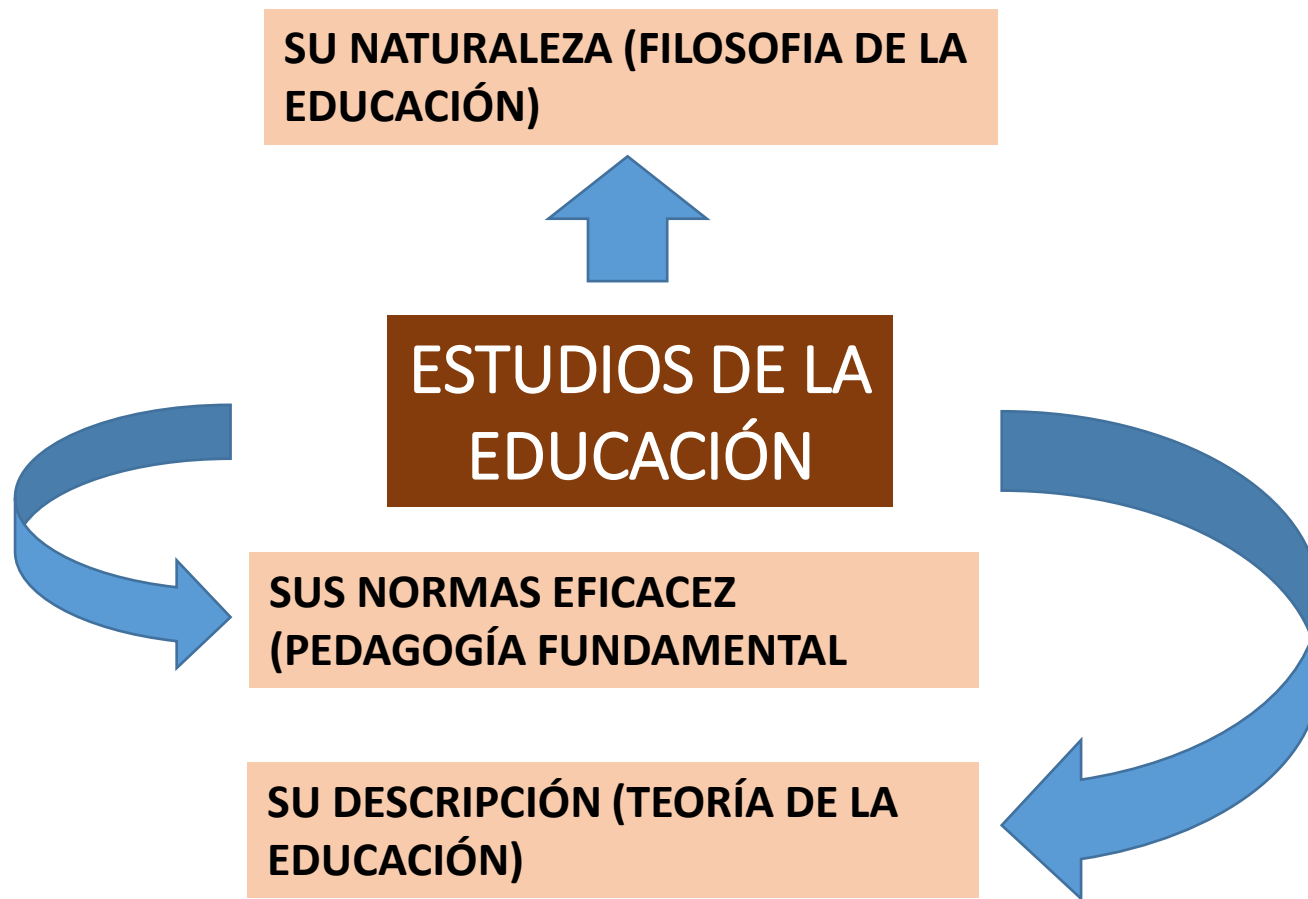 SU NATURALEZA (FILOSOFIA DE LA
EDUCACIÓN)
ESTUDIOS DE LA
EDUCACIÓN
SUS NORMAS EFICACEZ
(PEDAGOGÍA FUNDAMENTAL
SU DESCRIPCIÓN (TEORÍA DE LA
EDUCACIÓN)